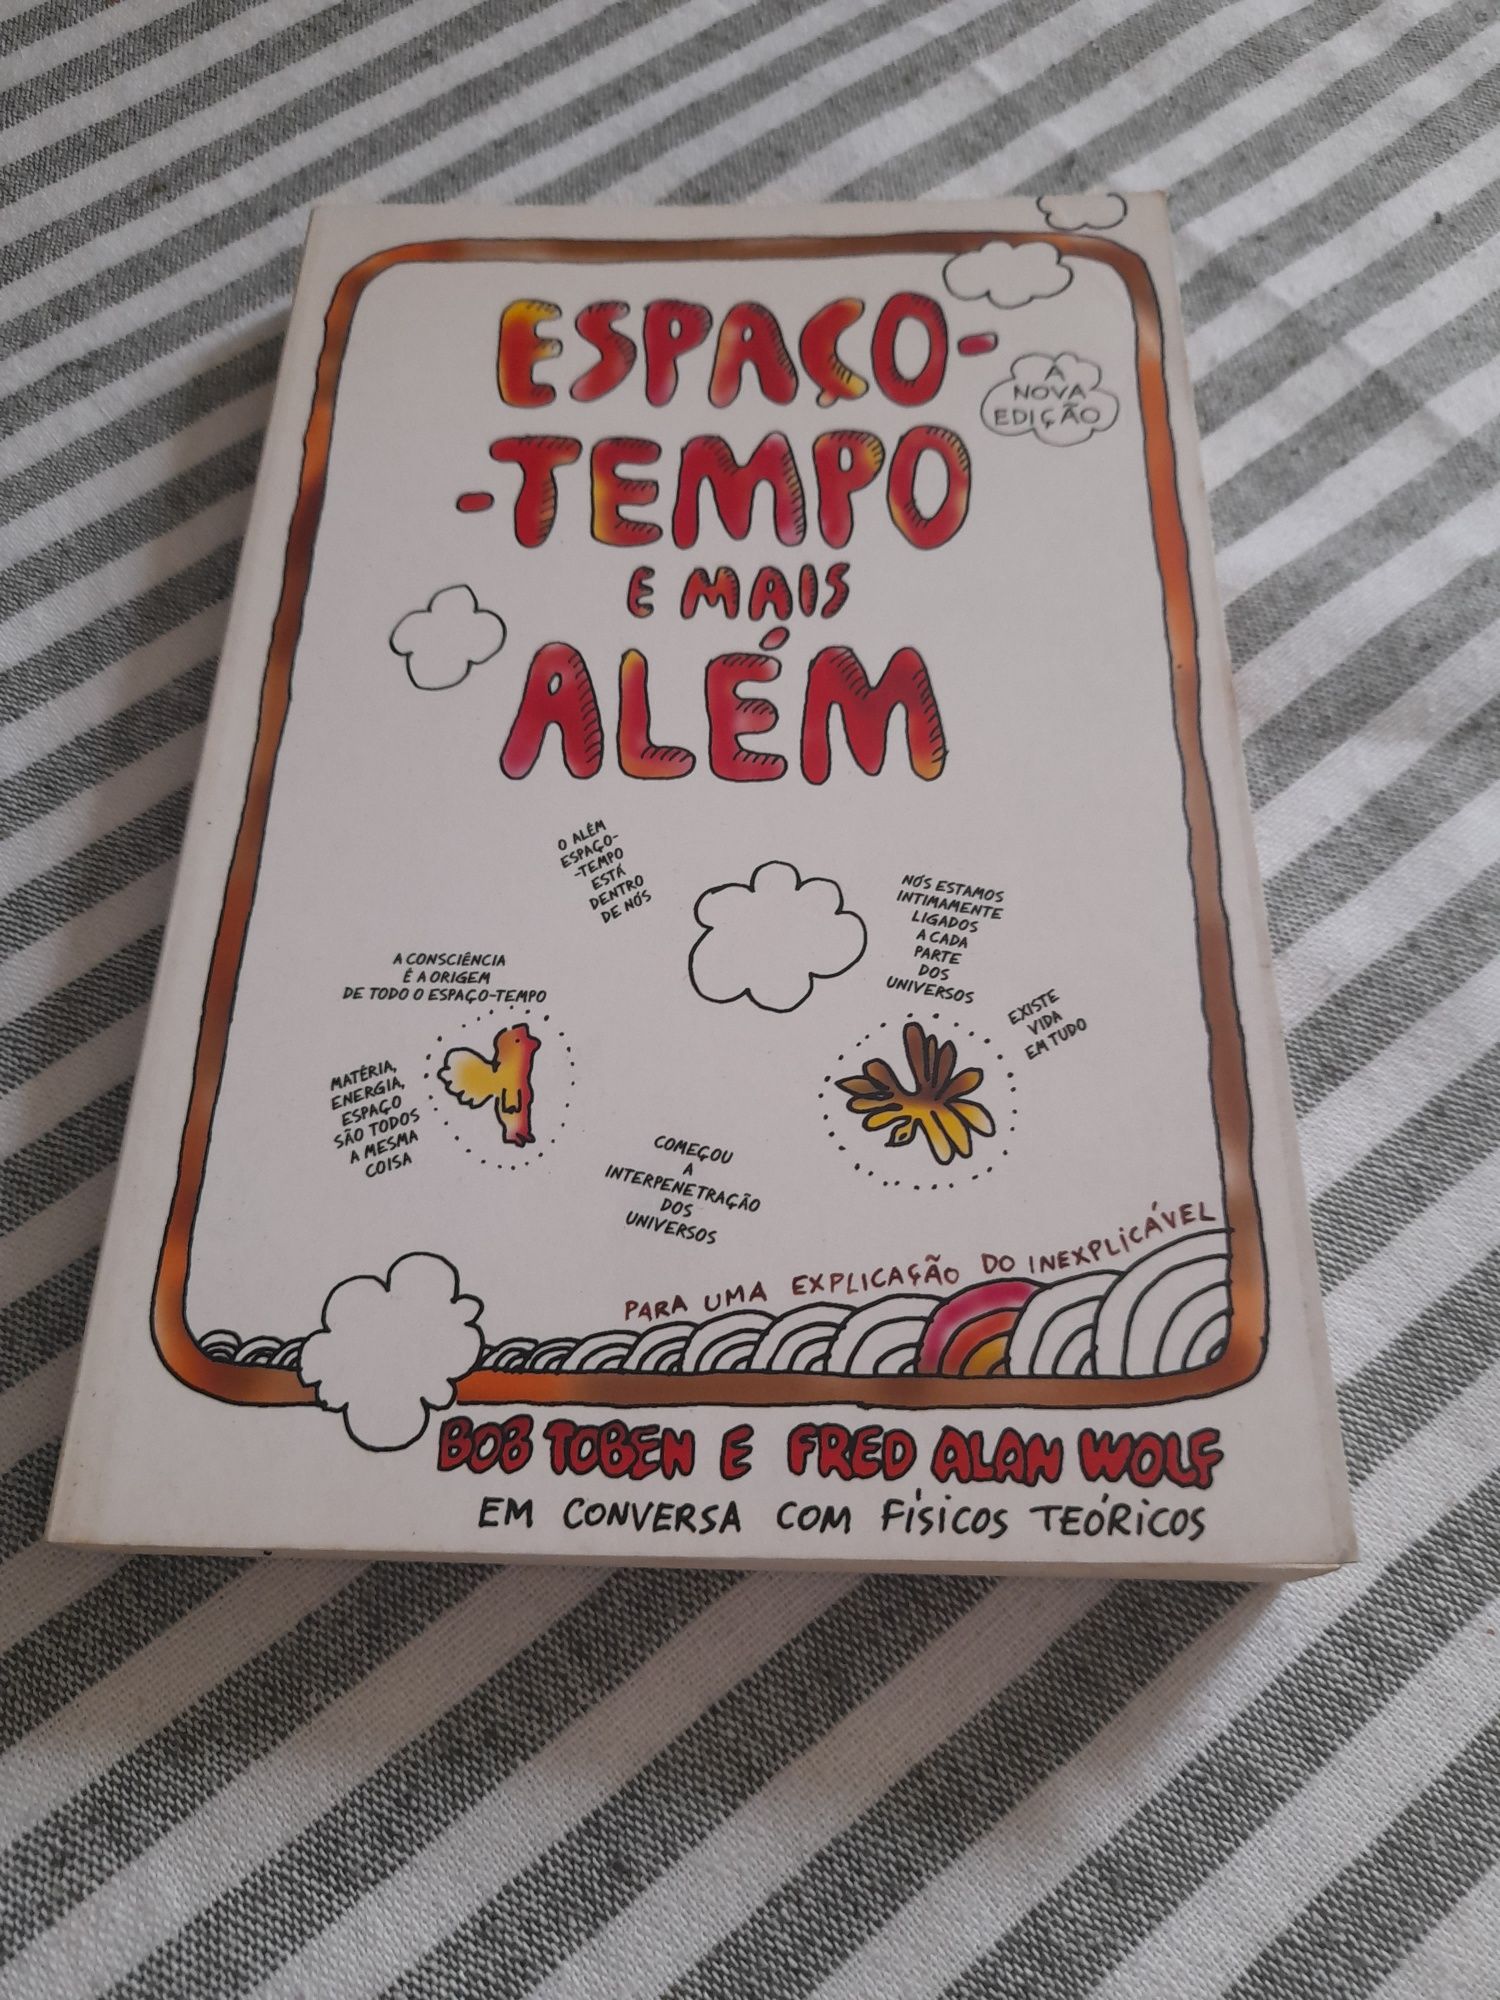 ESPAÇO-
A
NOVA
EDIÇÃO
-TEMPO
E MAIS
ALÉM
O ALÉM
ESPAÇO-
-TEMPO
ESTÁ
DENTRO
DE NÓS
NÓS ESTAMOS
INTIMAMENTE
LIGADOS
A CADA
PARTE
DOS
UNIVERSOS
A CONSCIÊNCIA
É A ORIGEM
DE TODO O ESPAÇO-TEMPO
EXISTE
VIDA
EM TUDO
MATÉRIA,
ENERGIA,
ESPAÇO
SÃO TODOS
A MESMA
COISA
COMEÇOU
A
INTERPENETRAÇÃO
DOS
UNIVERSOS
PARA UMA EXPLICAÇÃO DO INEXPLICÁVEL
BOB TOBEN E FRED ALAN WOLF
EM CONVERSA COM FÍSICOS TEÓRICOS